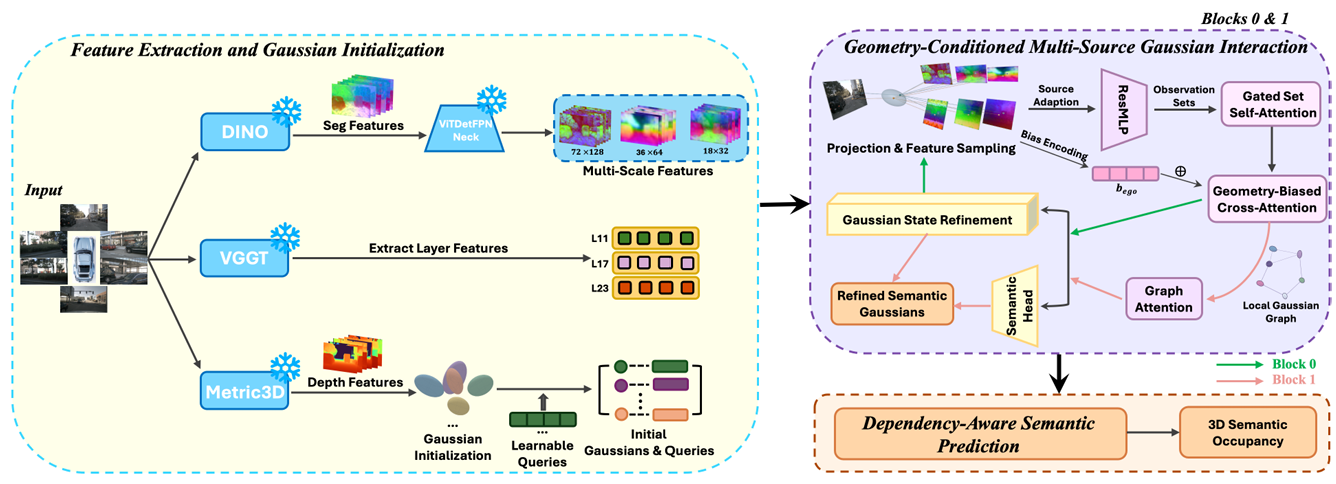 Feature Extraction and Gaussian Initialization
Input
DINO
Seg Features
ViTDetFPN
Neck
72×128
36×64
18×32
Multi-Scale Features
VGGT
Extract Layer Features
L11
L17
L23
Metric3D
Depth Features
...
Gaussian
Initialization
...
Learnable
Queries
Initial
Gaussians & Queries
Blocks 0 & 1
Geometry-Conditioned Multi-Source Gaussian Interaction
Projection & Feature Sampling
Source
Adaption
ResMLP
Observation
Sets
Gated Set
Self-Attention
Bias Encoding
b_ego
⊕
Geometry-Biased
Cross-Attention
Gaussian State Refinement
Refined Semantic
Gaussians
Semantic
Head
Graph
Attention
Local Gaussian
Graph
Block 0
Block 1
Dependency-Aware Semantic
Prediction
3D Semantic
Occupancy